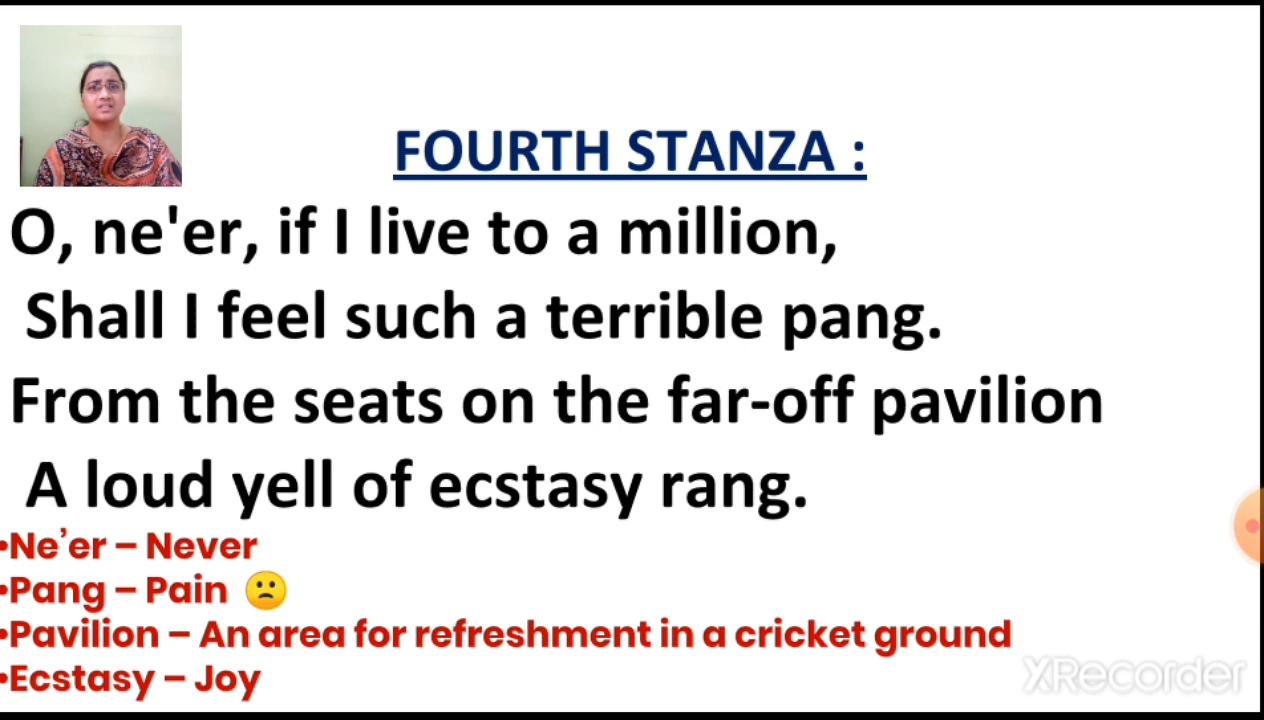 FOURTH STANZA :
O, ne'er, if I live to a million,
Shall I feel such a terrible pang.
From the seats on the far-off pavilion
A loud yell of ecstasy rang.
•Ne’er – Never
•Pang – Pain 🙁
•Pavilion – An area for refreshment in a cricket ground
•Ecstasy – Joy
XRecorder